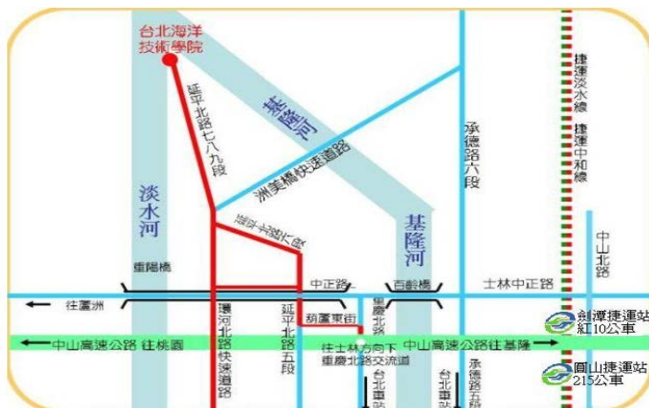 台北海洋
技術學院
延平北路七八九段
基隆河
洲美橋快速道路
承德路六段
捷運淡水線 捷運中和線
淡水河
延平北路六段
基隆河
中山北路
重陽橋
中正路
百齡橋
士林中正路
往蘆洲
環河北路快速道路
延平北路五段
葫蘆東街
重慶北路
劍潭捷運站
紅10公車
中山高速公路 往桃園
往士林方向下
重慶北路交流道
中山高速公路往基隆
台北車站
台北車站
承德路五段
圓山捷運站
215公車